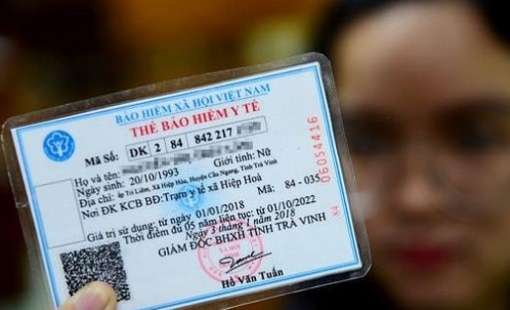 BẢO HIỂM XÃ HỘI VIỆT NAM
THẺ BẢO HIỂM Y TẾ
Mã Số: DK 2 84 842 217
Họ và tên:
Ngày sinh: 20/10/1993 Giới tính: Nữ
ấp Trì Liêm, Xã Hiệp Hòa, Huyện Cầu Ngang, Tỉnh Trà Vinh
Nơi ĐK KCB BĐ: Trạm y tế xã Hiệp Hoà Mã: 84 - 035
Giá trị sử dụng: từ ngày 01/01/2018
Thời điểm đủ 05 năm liên tục: từ 01/10/2022
Ngày 3 tháng 1 năm 2018
GIÁM ĐỐC BHXH TỈNH TRÀ VINH
Hồ Văn Tuấn
06054416
84